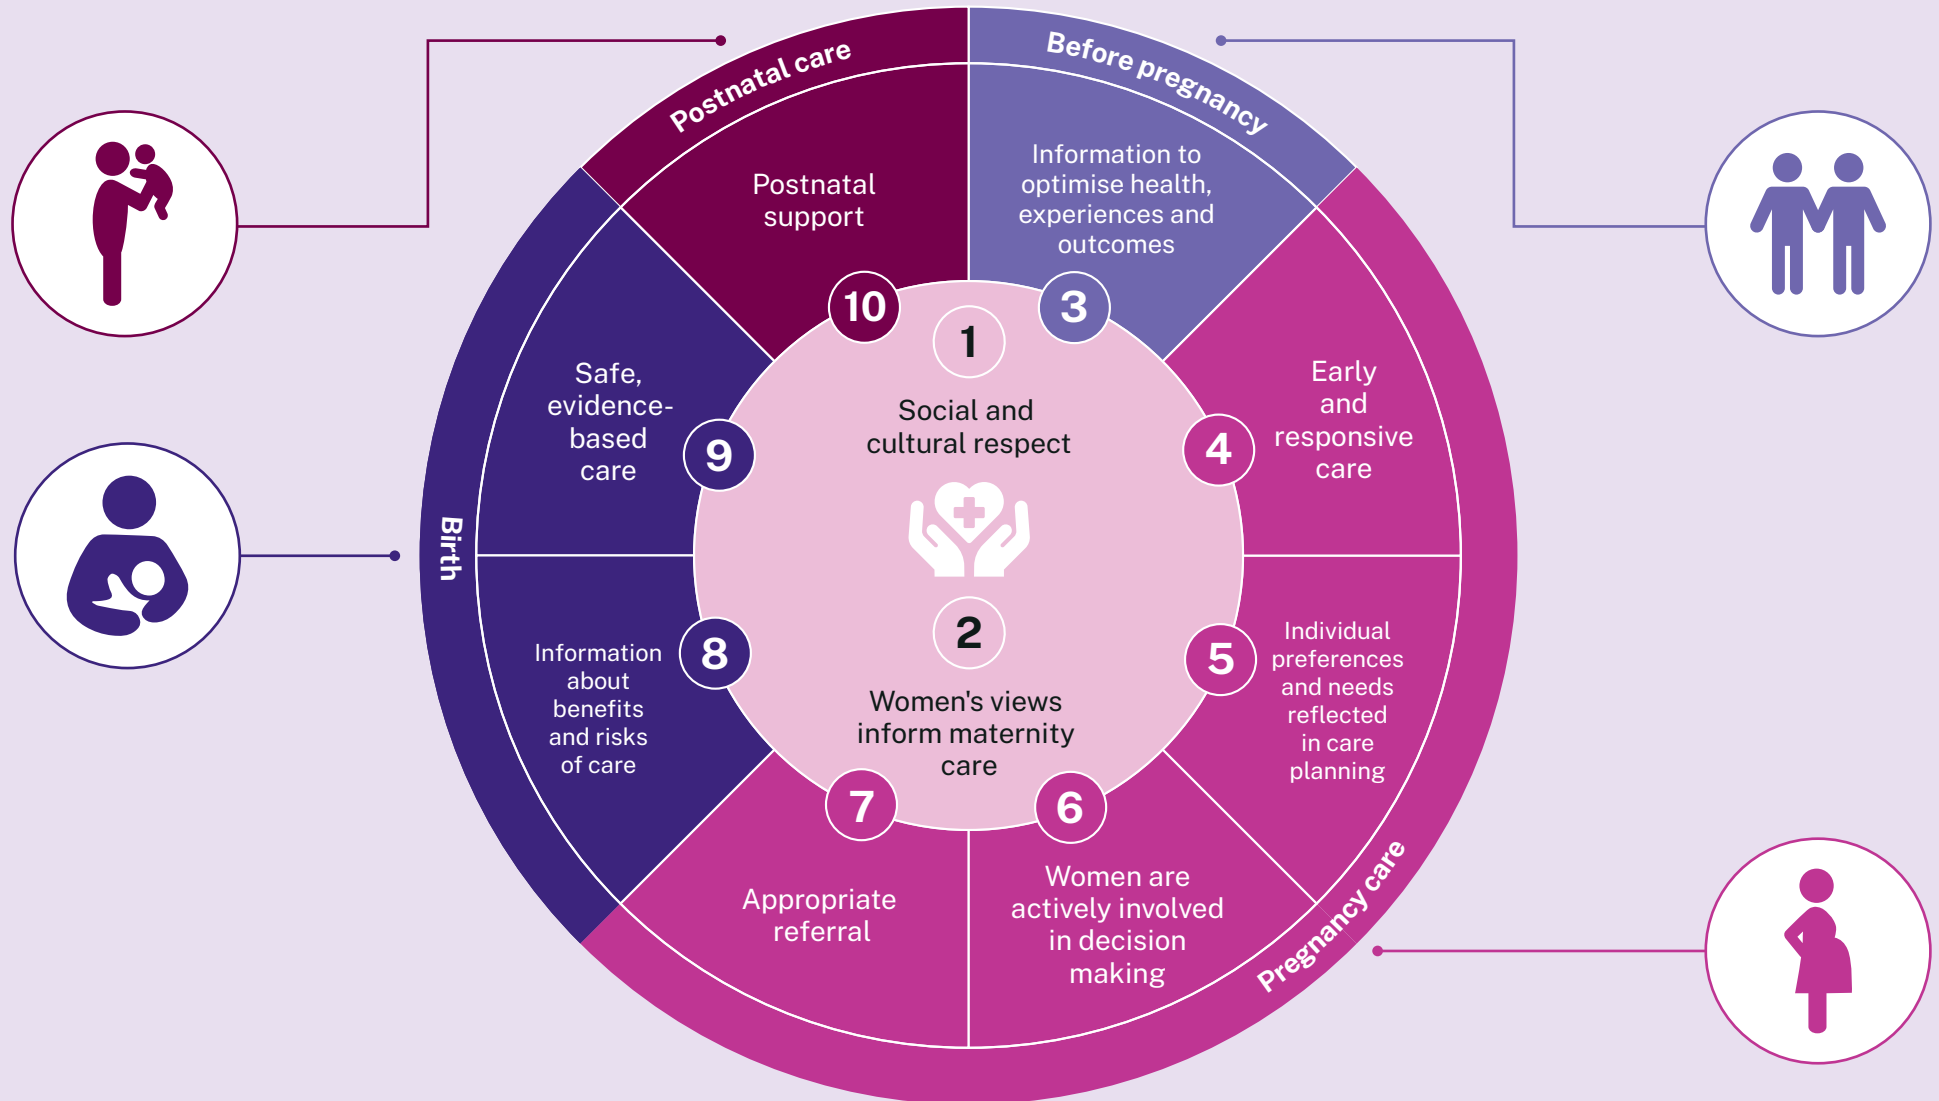 Postnatal care
Before pregnancy
Pregnancy care
Birth
1
Social and
cultural respect
2
Women's views
inform maternity
care
3
Information to
optimise health,
experiences and
outcomes
4
Early
and
responsive
care
5
Individual
preferences
and needs
reflected
in care
planning
6
Women are
actively involved
in decision
making
7
Appropriate
referral
8
Information
about
benefits
and risks
of care
9
Safe,
evidence-
based
care
10
Postnatal
support